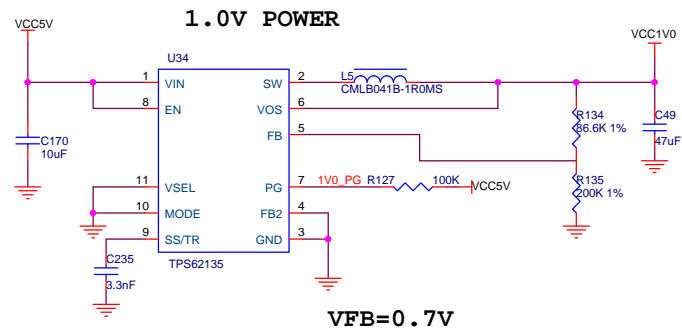 1.0V POWER
VCC5V
VCC1V0
U34
L5
CMLB041B-1R0MS
1 VIN SW 2
8 EN VOS 6
FB 5
R134
86.6K 1%
C49
47uF
C170
10uF
11 VSEL PG 7 1V0_PG R127 100K VCC5V
R135
200K 1%
10 MODE FB2 4
9 SS/TR GND 3
C235
3.3nF
TPS62135
VFB=0.7V